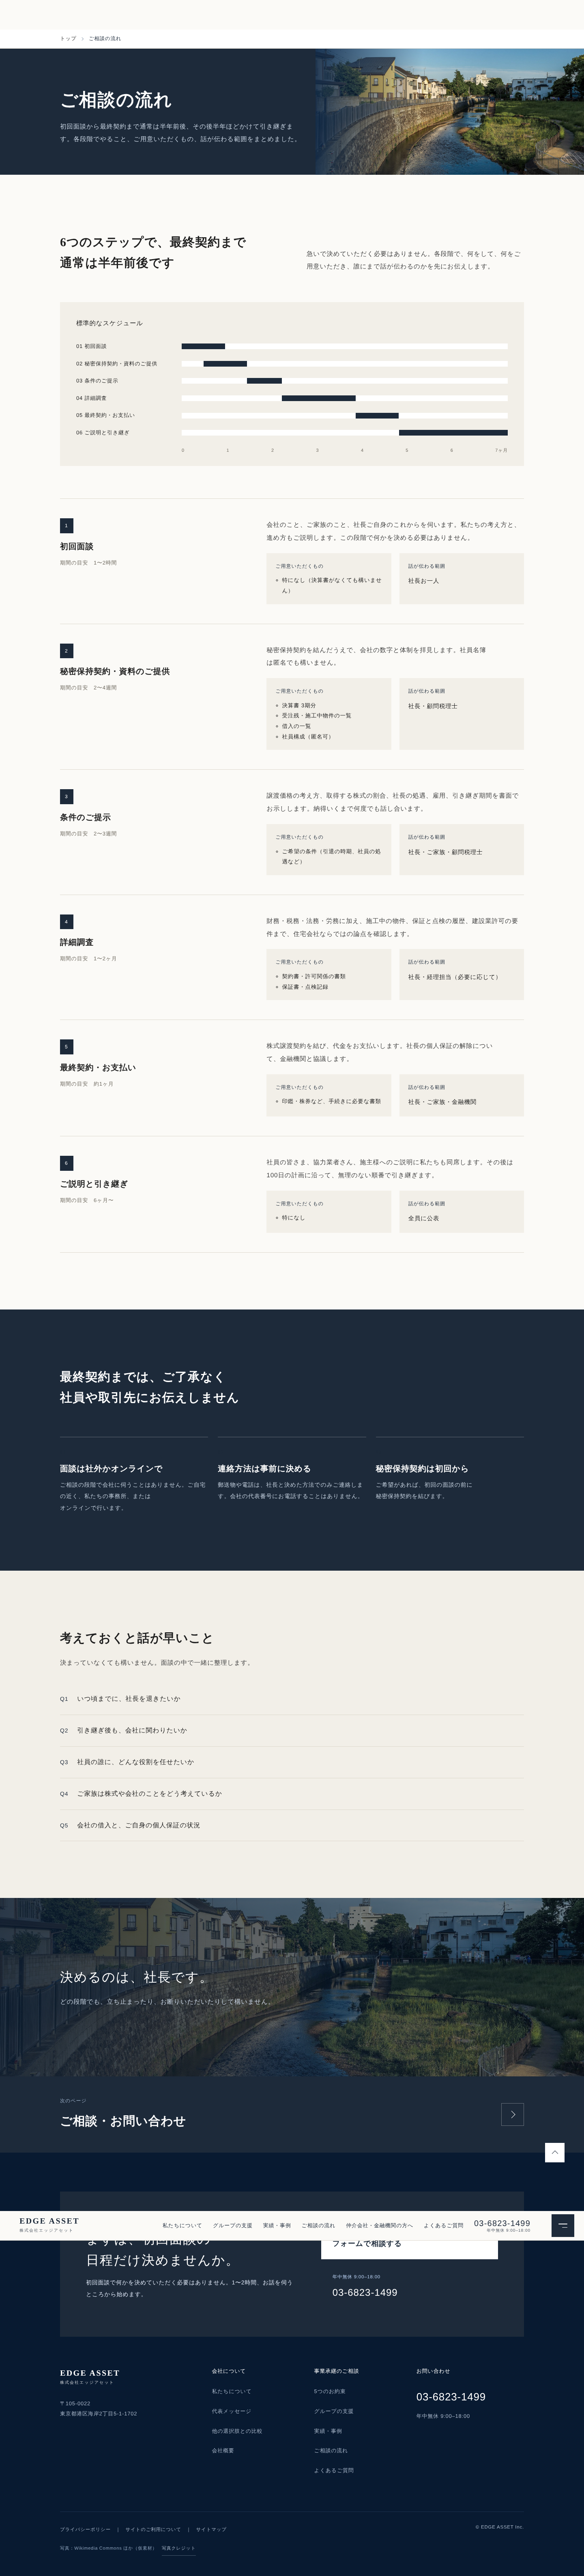 トップ > ご相談の流れ
ご相談の流れ
初回面談から最終契約まで通常は半年前後、その後半年ほどかけて引き継ぎま
す。各段階でやること、ご用意いただくもの、話が伝わる範囲をまとめました。
6つのステップで、最終契約まで
通常は半年前後です
急いで決めていただく必要はありません。各段階で、何をして、何をご
用意いただき、誰にまで話が伝わるのかを先にお伝えします。
標準的なスケジュール
01 初回面談
02 秘密保持契約・資料のご提供
03 条件のご提示
04 詳細調査
05 最終契約・お支払い
06 ご説明と引き継ぎ
0 1 2 3 4 5 6 7ヶ月
1
初回面談
期間の目安 1〜2時間
会社のこと、ご家族のこと、社長ご自身のこれからを伺います。私たちの考え方と、
進め方もご説明します。この段階で何かを決める必要はありません。
ご用意いただくもの
特になし（決算書がなくても構いませ
ん）
話が伝わる範囲
社長お一人
2
秘密保持契約・資料のご提供
期間の目安 2〜4週間
秘密保持契約を結んだうえで、会社の数字と体制を拝見します。社員名簿
は匿名でも構いません。
ご用意いただくもの
決算書 3期分
受注残・施工中物件の一覧
借入の一覧
社員構成（匿名可）
話が伝わる範囲
社長・顧問税理士
3
条件のご提示
期間の目安 2〜3週間
譲渡価格の考え方、取得する株式の割合、社長の処遇、雇用、引き継ぎ期間を書面で
お示しします。納得いくまで何度でも話し合います。
ご用意いただくもの
ご希望の条件（引退の時期、社員の処
遇など）
話が伝わる範囲
社長・ご家族・顧問税理士
4
詳細調査
期間の目安 1〜2ヶ月
財務・税務・法務・労務に加え、施工中の物件、保証と点検の履歴、建設業許可の要
件まで、住宅会社ならではの論点を確認します。
ご用意いただくもの
契約書・許可関係の書類
保証書・点検記録
話が伝わる範囲
社長・経理担当（必要に応じて）
5
最終契約・お支払い
期間の目安 約1ヶ月
株式譲渡契約を結び、代金をお支払いします。社長の個人保証の解除につい
て、金融機関と協議します。
ご用意いただくもの
印鑑・株券など、手続きに必要な書類
話が伝わる範囲
社長・ご家族・金融機関
6
ご説明と引き継ぎ
期間の目安 6ヶ月〜
社員の皆さま、協力業者さん、施主様へのご説明に私たちも同席します。その後は
100日の計画に沿って、無理のない順番で引き継ぎます。
ご用意いただくもの
特になし
話が伝わる範囲
全員に公表
最終契約までは、ご了承なく
社員や取引先にお伝えしません
面談は社外かオンラインで
ご相談の段階で会社に伺うことはありません。ご自宅
の近く、私たちの事務所、または
オンラインで行います。
連絡方法は事前に決める
郵送物や電話は、社長と決めた方法でのみご連絡しま
す。会社の代表番号にお電話することはありません。
秘密保持契約は初回から
ご希望があれば、初回の面談の前に
秘密保持契約を結びます。
考えておくと話が早いこと
決まっていなくても構いません。面談の中で一緒に整理します。
Q1 いつ頃までに、社長を退きたいか
Q2 引き継ぎ後も、会社に関わりたいか
Q3 社員の誰に、どんな役割を任せたいか
Q4 ご家族は株式や会社のことをどう考えているか
Q5 会社の借入と、ご自身の個人保証の状況
決めるのは、社長です。
どの段階でも、立ち止まったり、お断りいただいたりして構いません。
次のページ
ご相談・お問い合わせ
EDGE ASSET
株式会社エッジアセット
私たちについて グループの支援 実績・事例 ご相談の流れ 仲介会社・金融機関の方へ よくあるご質問
03-6823-1499
年中無休 9:00–18:00
日程だけ決めませんか。
初回面談で何かを決めていただく必要はありません。1〜2時間、お話を伺う
ところから始めます。
フォームで相談する
年中無休 9:00–18:00
03-6823-1499
EDGE ASSET
株式会社エッジアセット
〒105-0022
東京都港区海岸2丁目5-1-1702
会社について
私たちについて
代表メッセージ
他の選択肢との比較
会社概要
事業承継のご相談
5つのお約束
グループの支援
実績・事例
ご相談の流れ
よくあるご質問
お問い合わせ
03-6823-1499
年中無休 9:00–18:00
プライバシーポリシー | サイトのご利用について | サイトマップ
© EDGE ASSET Inc.
写真：Wikimedia Commons ほか（仮素材） 写真クレジット